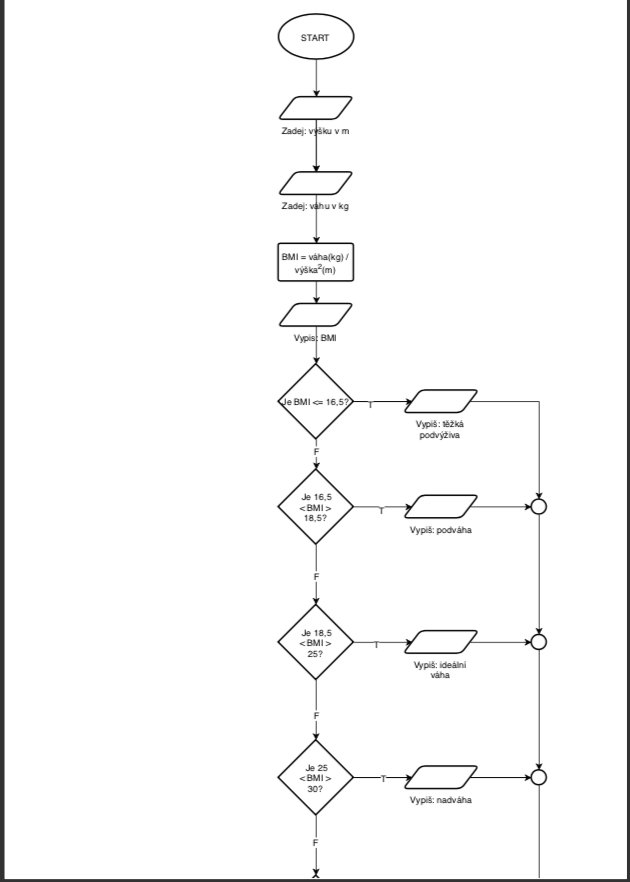 START
Zadej: výšku v m
Zadej: váhu v kg
BMI = váha(kg) /
výška²(m)
Vypis: BMI
Je BMI <= 16,5?
T
Vypiš: těžká
podvýživa
F
Je 16,5
<BMI>
18,5?
T
Vypiš: podváha
F
Je 18,5
<BMI>
25?
T
Vypiš: ideální
váha
F
Je 25
<BMI>
30?
T
Vypiš: nadváha
F